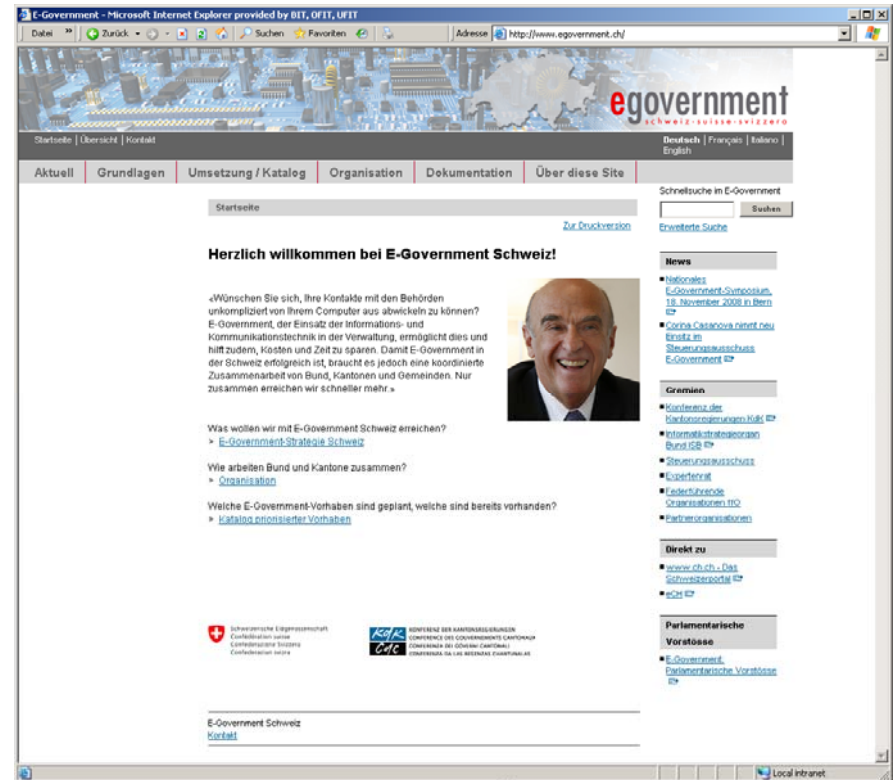 E-Government - Microsoft Internet Explorer provided by BIT, OFIT, UFIT
Datei » Zurück Suchen Favoriten Adresse http://www.egovernment.ch/
egovernment
schweiz·suisse·svizzero
Startseite | Übersicht | Kontakt
Deutsch | Français | Italiano |
English
Aktuell Grundlagen Umsetzung / Katalog Organisation Dokumentation Über diese Site
Startseite
Zur Druckversion
Herzlich willkommen bei E-Government Schweiz!
«Wünschen Sie sich, Ihre Kontakte mit den Behörden
unkompliziert von Ihrem Computer aus abwickeln zu können?
E-Government, der Einsatz der Informations- und
Kommunikationstechnik in der Verwaltung, ermöglicht dies und
hilft zudem, Kosten und Zeit zu sparen. Damit E-Government in
der Schweiz erfolgreich ist, braucht es jedoch eine koordinierte
Zusammenarbeit von Bund, Kantonen und Gemeinden. Nur
zusammen erreichen wir schneller mehr.»
Was wollen wir mit E-Government Schweiz erreichen?
» E-Government-Strategie Schweiz
Wie arbeiten Bund und Kantone zusammen?
» Organisation
Welche E-Government-Vorhaben sind geplant, welche sind bereits vorhanden?
» Katalog priorisierter Vorhaben
Schweizerische Eidgenossenschaft
Confédération suisse
Confederazione Svizzera
Confederaziun svizra
KdK
CdC
KONFERENZ DER KANTONSREGIERUNGEN
CONFERENCE DES GOUVERNEMENTS CANTONAUX
CONFERENZA DEI GOVERNI CANTONALI
CONFERENZA DA LAS REGENZAS CHANTUNALAS
E-Government Schweiz
Kontakt
Schnellsuche im E-Government
Suchen
Erweiterte Suche
News
Nationales
E-Government-Symposium,
18. November 2008 in Bern
Corina Casanova nimmt neu
Einsitz im
Steuerungsausschuss
E-Government
Gremien
Konferenz der
Kantonsregierungen KdK
Informatikstrategieorgan
Bund ISB
Steuerungsausschuss
Expertenrat
Federführende
Organisationen ffO
Partnerorganisationen
Direkt zu
www.ch.ch - Das
Schweizerportal
eCH
Parlamentarische
Vorstösse
E-Government,
Parlamentarische Vorstösse
Local intranet